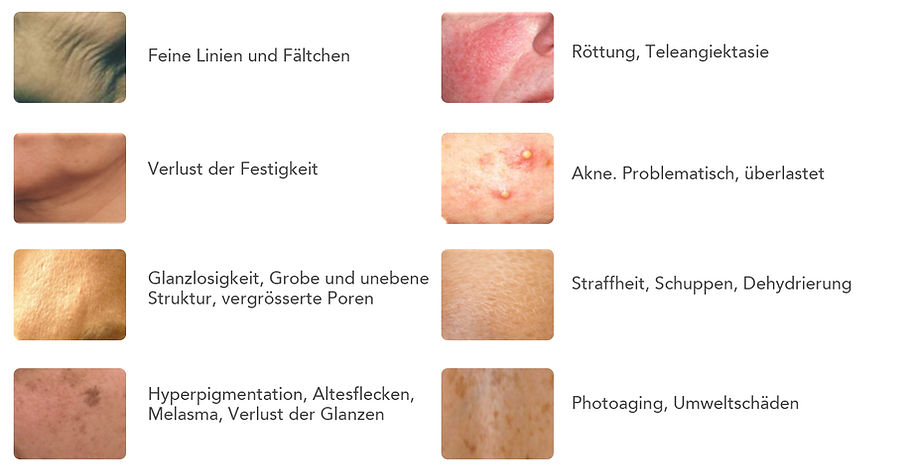 Feine Linien und Fältchen
Röttung, Teleangiektasie
Verlust der Festigkeit
Akne. Problematisch, überlastet
Glanzlosigkeit, Grobe und unebene
Struktur, vergrösserte Poren
Straffheit, Schuppen, Dehydrierung
Hyperpigmentation, Altesflecken,
Melasma, Verlust der Glanzen
Photoaging, Umweltschäden